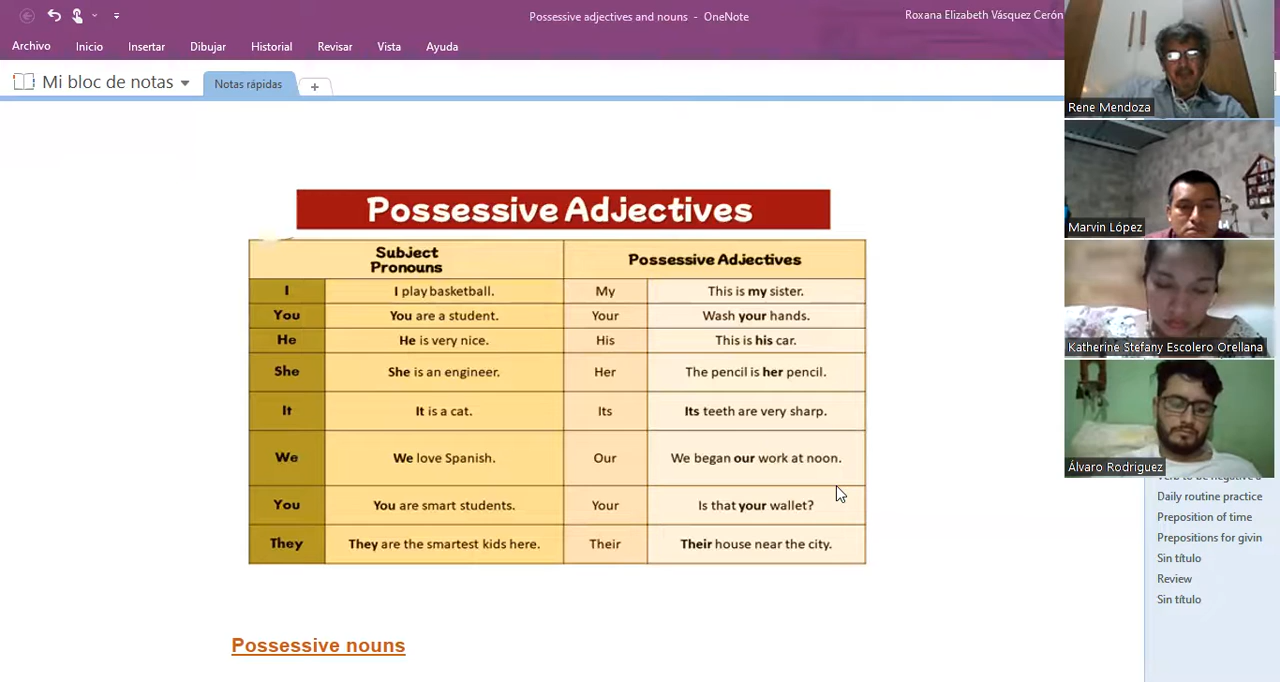 Possessive adjectives and nouns - OneNote
Roxana Elizabeth Vásquez Cerón
Archivo Inicio Insertar Dibujar Historial Revisar Vista Ayuda
Mi bloc de notas Notas rápidas +
Possessive Adjectives
Subject Pronouns Possessive Adjectives
I I play basketball. My This is my sister.
You You are a student. Your Wash your hands.
He He is very nice. His This is his car.
She She is an engineer. Her The pencil is her pencil.
It It is a cat. Its Its teeth are very sharp.
We We love Spanish. Our We began our work at noon.
You You are smart students. Your Is that your wallet?
They They are the smartest kids here. Their Their house near the city.
Possessive nouns
Rene Mendoza
Marvin López
Katherine Stefany Escolero Orellana
Álvaro Rodriguez
Daily routine practice
Preposition of time
Prepositions for givin
Sin título
Review
Sin título